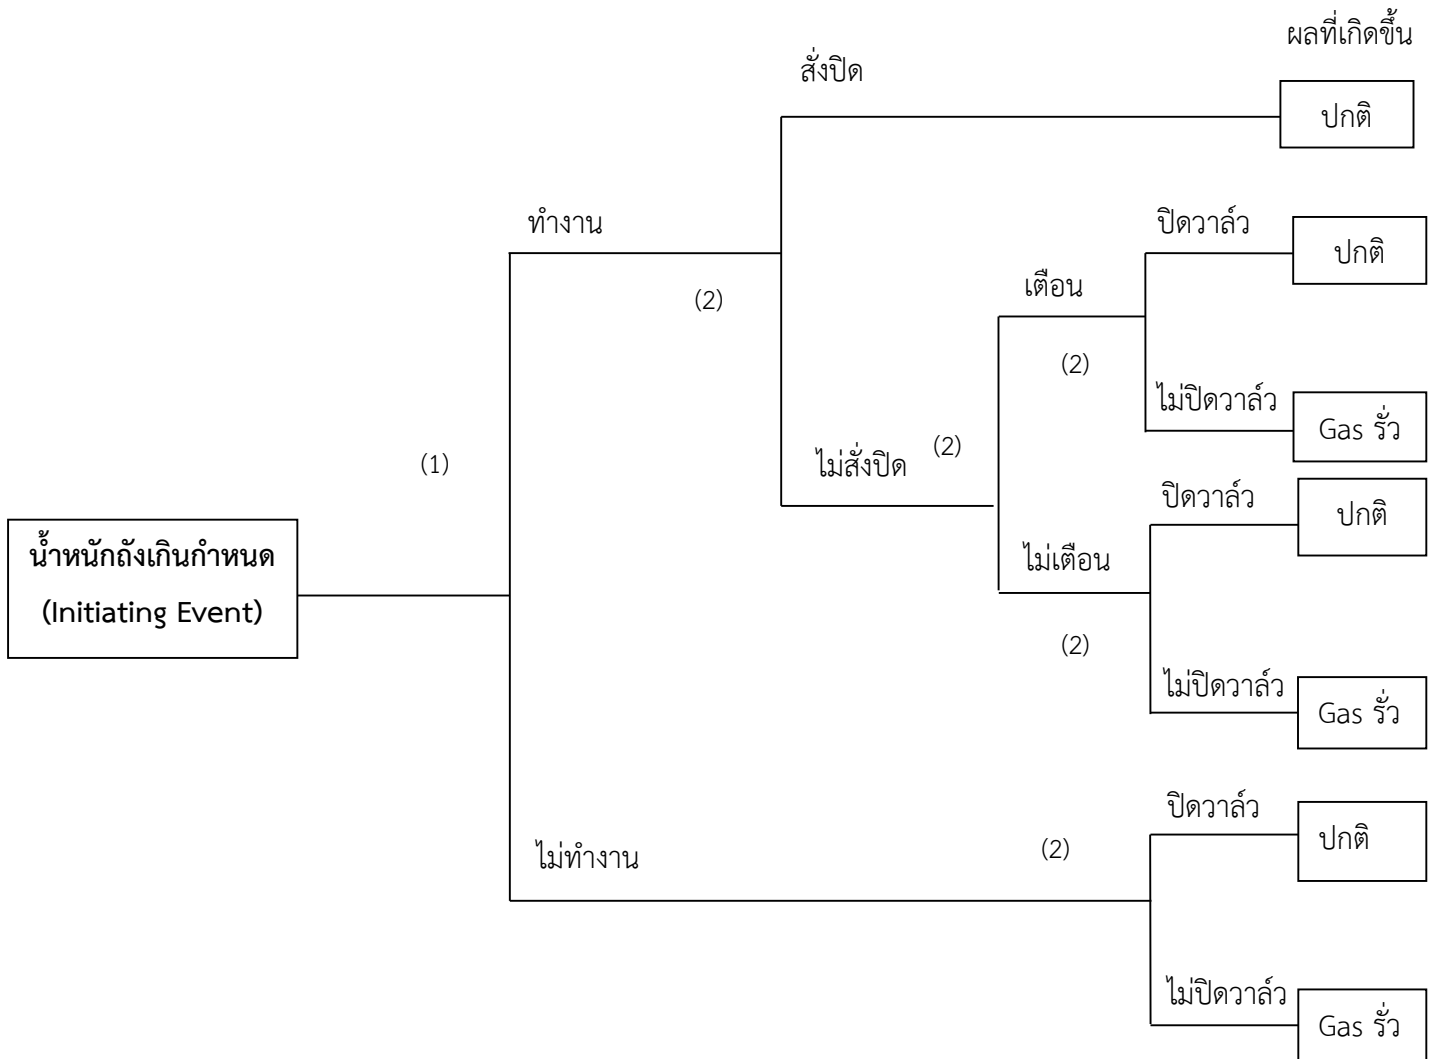 ผลที่เกิดขึ้น
สั่งปิด
ปกติ
ทำงาน
ปิดวาล์ว
ปกติ
เตือน
(2)
(2)
ไม่ปิดวาล์ว
Gas รั่ว
(2)
(1)
ไม่สั่งปิด
ปิดวาล์ว
ปกติ
น้ำหนักถังเกินกำหนด
(Initiating Event)
ไม่เตือน
(2)
ไม่ปิดวาล์ว
Gas รั่ว
ปิดวาล์ว
ปกติ
(2)
ไม่ทำงาน
ไม่ปิดวาล์ว
Gas รั่ว